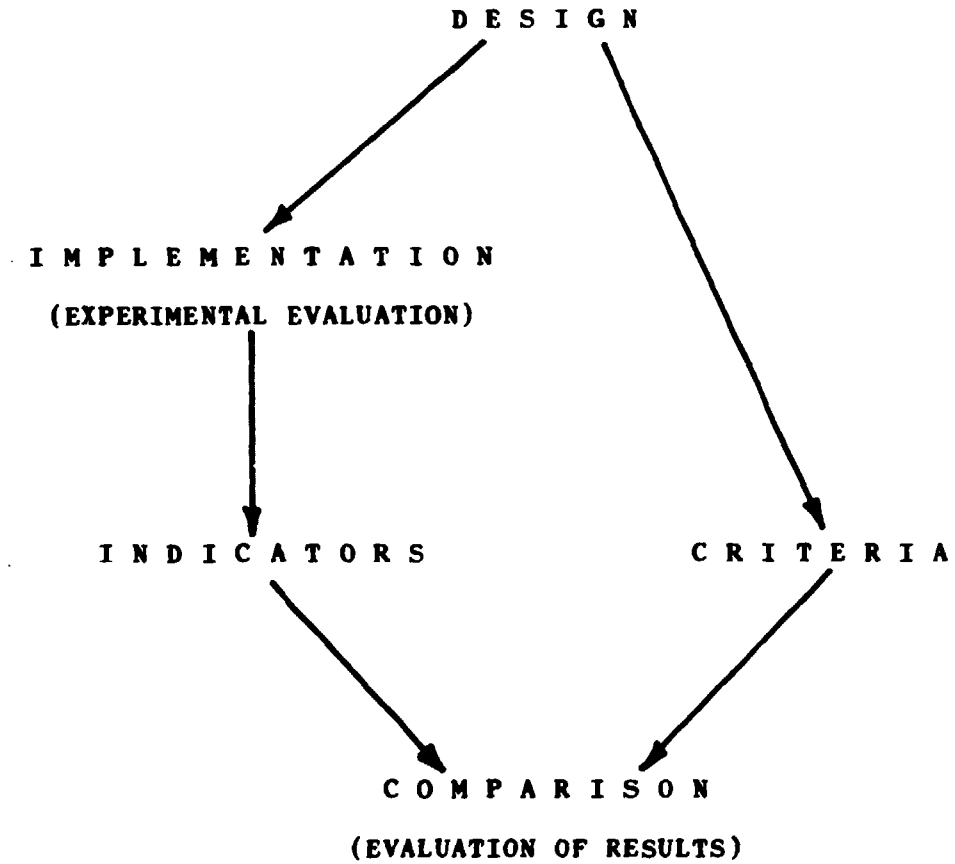 DESIGN
IMPLEMENTATION
(EXPERIMENTAL EVALUATION)
INDICATORS
CRITERIA
COMPARISON
(EVALUATION OF RESULTS)